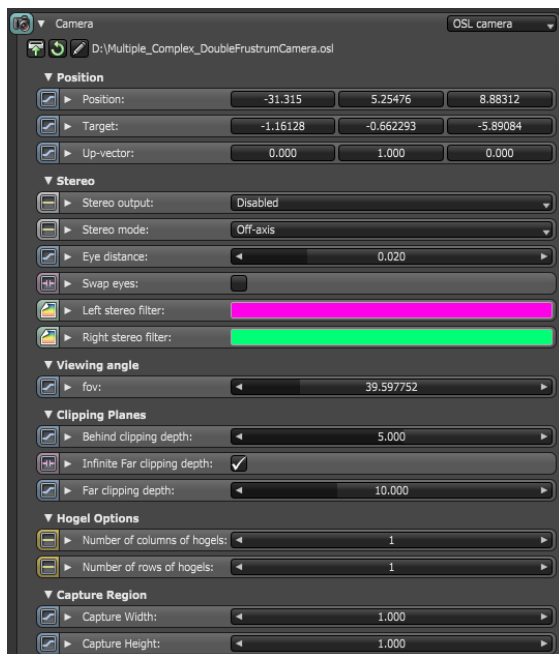 Camera OSL camera
D:\Multiple_Complex_DoubleFrustrumCamera.osl
Position
Position: -31.315 5.25476 8.88312
Target: -1.16128 -0.662293 -5.89084
Up-vector: 0.000 1.000 0.000
Stereo
Stereo output: Disabled
Stereo mode: Off-axis
Eye distance: 0.020
Swap eyes:
Left stereo filter:
Right stereo filter:
Viewing angle
fov: 39.597752
Clipping Planes
Behind clipping depth: 5.000
Infinite Far clipping depth:
Far clipping depth: 10.000
Hogel Options
Number of columns of hogels: 1
Number of rows of hogels: 1
Capture Region
Capture Width: 1.000
Capture Height: 1.000